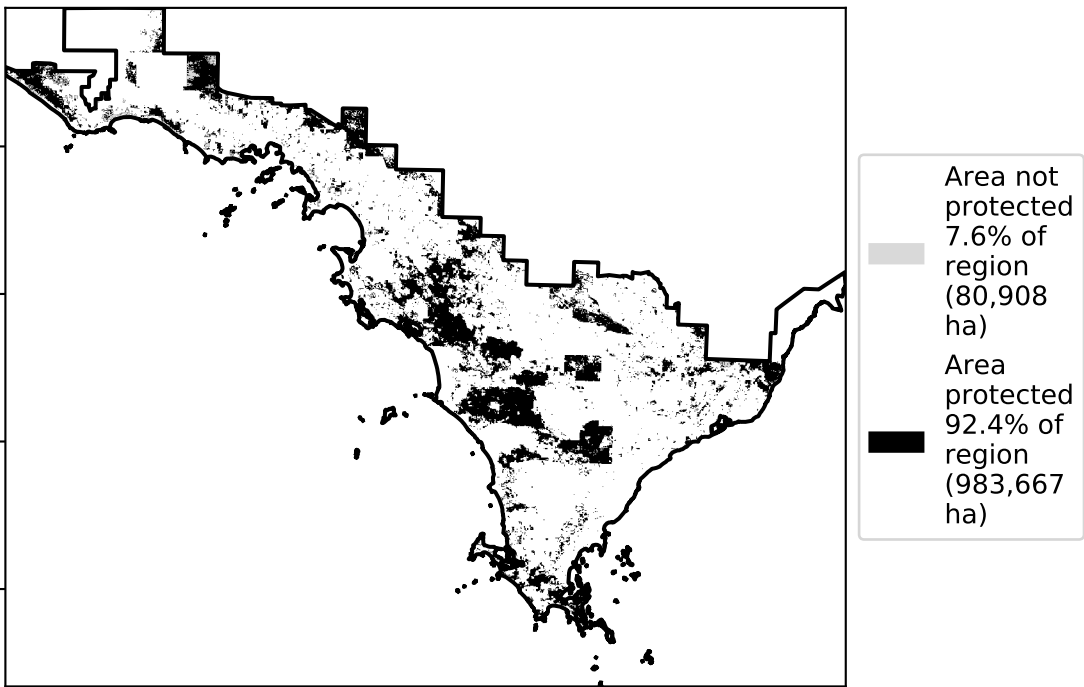 Area not
protected
7.6% of
region
(80,908
ha)
Area
protected
92.4% of
region
(983,667
ha)